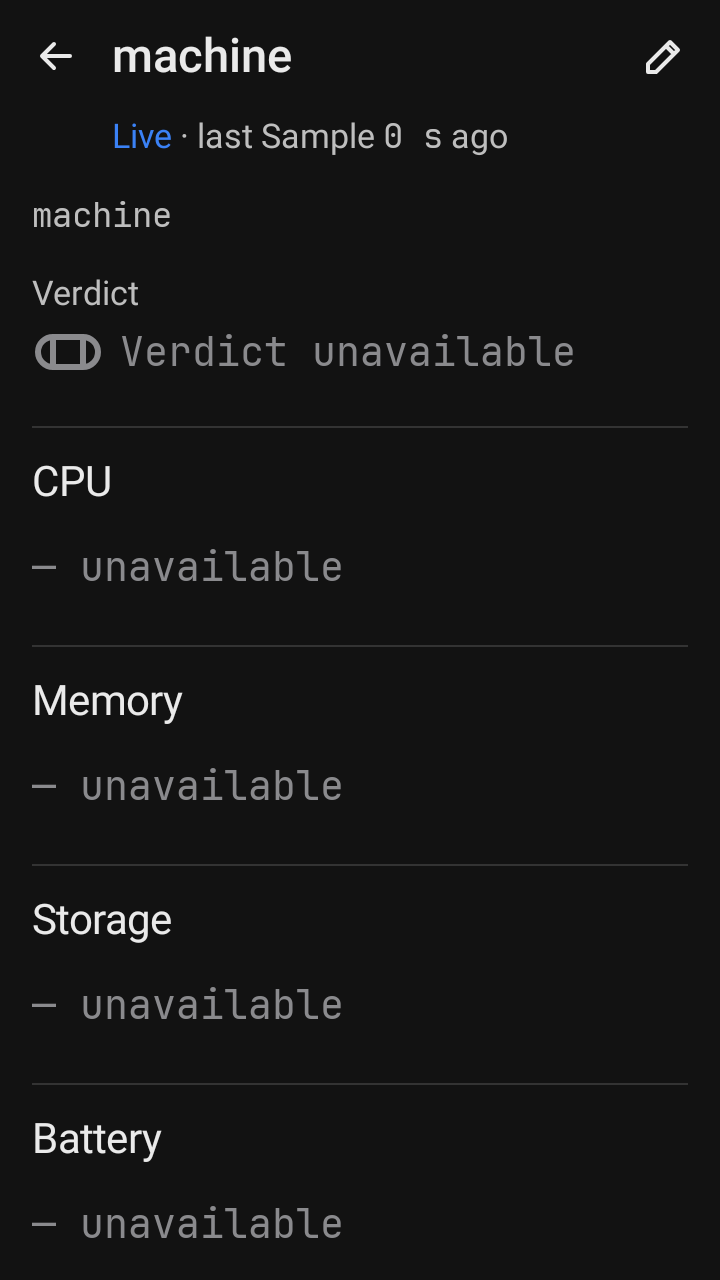 machine
Live · last Sample 0 s ago
machine
Verdict
Verdict unavailable
CPU
— unavailable
Memory
— unavailable
Storage
— unavailable
Battery
— unavailable